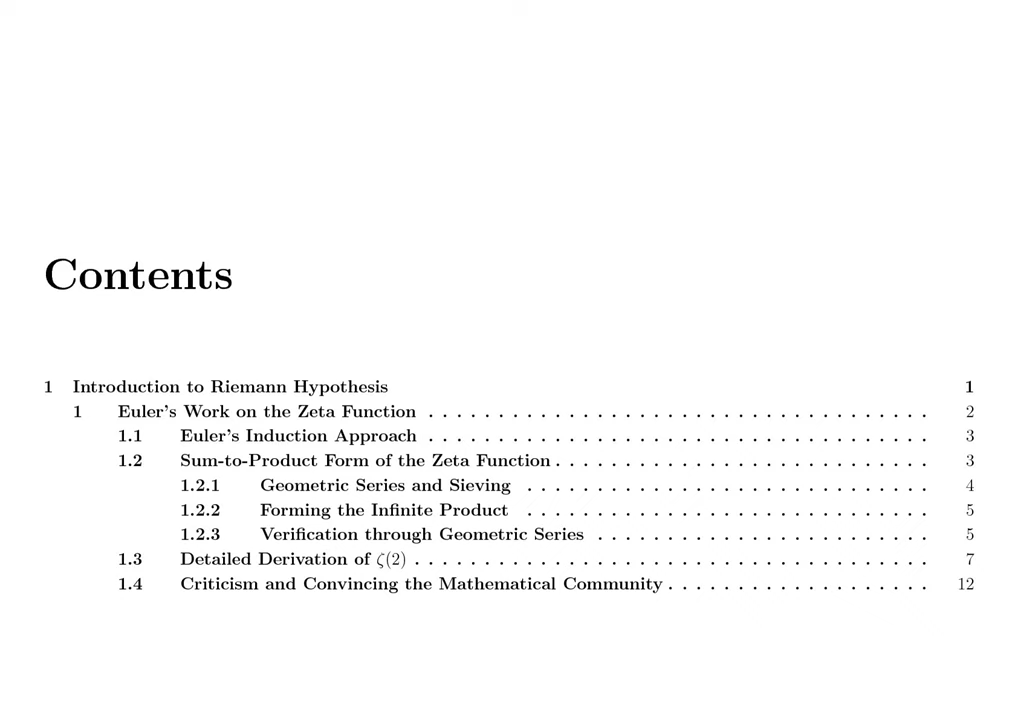 Contents
1 Introduction to Riemann Hypothesis 1
1 Euler's Work on the Zeta Function . . . . . . . . . . . . . . . . . . . . . . . . . . . . . . . . . . . . 2
1.1 Euler's Induction Approach . . . . . . . . . . . . . . . . . . . . . . . . . . . . . . . . . . . . 3
1.2 Sum-to-Product Form of the Zeta Function . . . . . . . . . . . . . . . . . . . . . . . . . . . 3
1.2.1 Geometric Series and Sieving . . . . . . . . . . . . . . . . . . . . . . . . . . . . . 4
1.2.2 Forming the Infinite Product . . . . . . . . . . . . . . . . . . . . . . . . . . . . . 5
1.2.3 Verification through Geometric Series . . . . . . . . . . . . . . . . . . . . . . . . 5
1.3 Detailed Derivation of ζ(2) . . . . . . . . . . . . . . . . . . . . . . . . . . . . . . . . . . . . . 7
1.4 Criticism and Convincing the Mathematical Community . . . . . . . . . . . . . . . . . . . 12